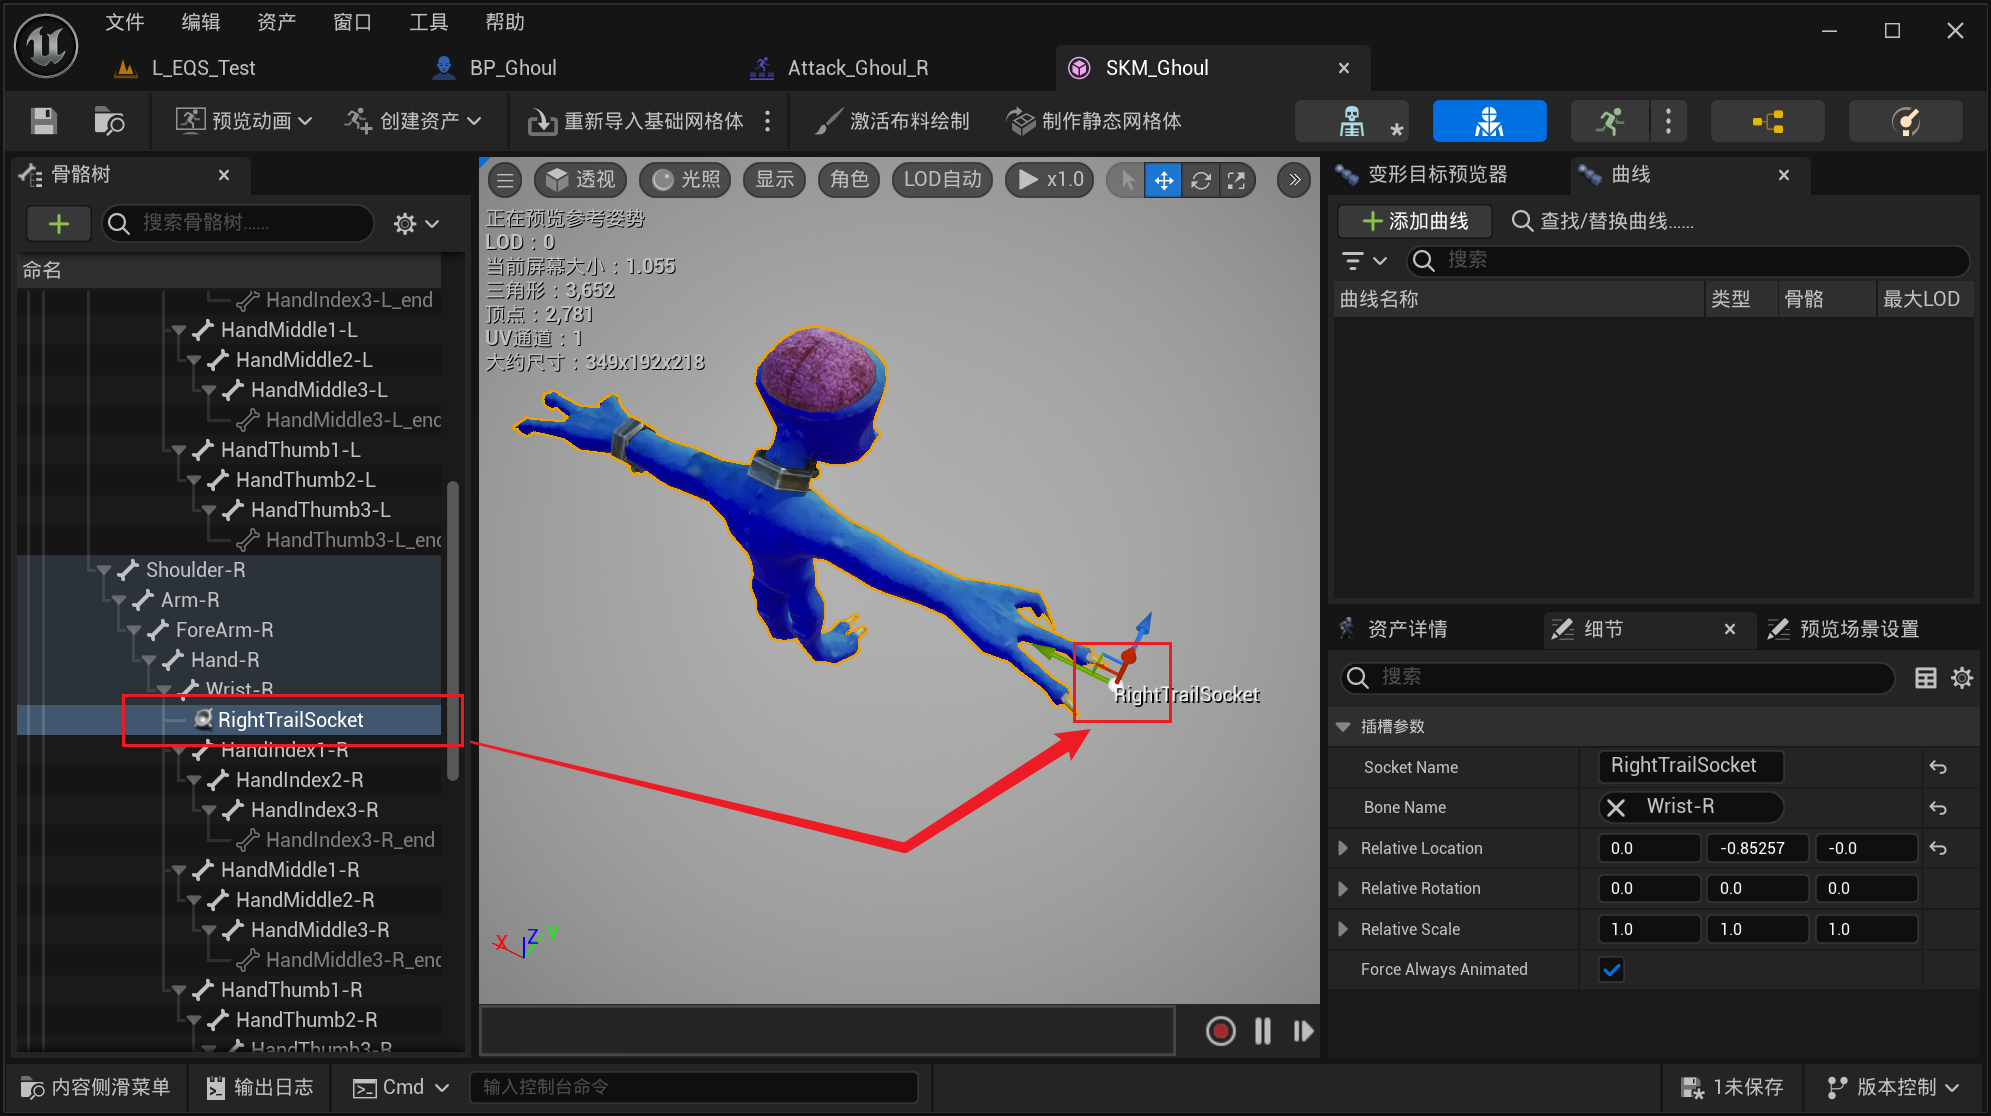 文件 编辑 资产 窗口 工具 帮助
L_EQS_Test BP_Ghoul Attack_Ghoul_R SKM_Ghoul
预览动画 创建资产 重新导入基础网格体 激活布料绘制 制作静态网格体
骨骼树
搜索骨骼树......
命名
HandIndex3-L_end
HandMiddle1-L
HandMiddle2-L
HandMiddle3-L
HandMiddle3-L_end
HandThumb1-L
HandThumb2-L
HandThumb3-L
HandThumb3-L_end
Shoulder-R
Arm-R
ForeArm-R
Hand-R
Wrist-R
RightTrailSocket
HandIndex1-R
HandIndex2-R
HandIndex3-R
HandIndex3-R_end
HandMiddle1-R
HandMiddle2-R
HandMiddle3-R
HandMiddle3-R_end
HandThumb1-R
HandThumb2-R
HandThumb3-R
透视 光照 显示 角色 LOD自动 x1.0
正在预览参考姿势
LOD：0
当前屏幕大小：1.055
三角形：3,652
顶点：2,781
UV通道：1
大约尺寸：349x192x218
RightTrailSocket
X Z Y
变形目标预览器 曲线
添加曲线 查找/替换曲线......
搜索
曲线名称 类型 骨骼 最大LOD
资产详情 细节 预览场景设置
搜索
插槽参数
Socket Name RightTrailSocket
Bone Name Wrist-R
Relative Location 0.0 -0.85257 -0.0
Relative Rotation 0.0 0.0 0.0
Relative Scale 1.0 1.0 1.0
Force Always Animated
内容侧滑菜单 输出日志 Cmd 输入控制台命令 1未保存 版本控制